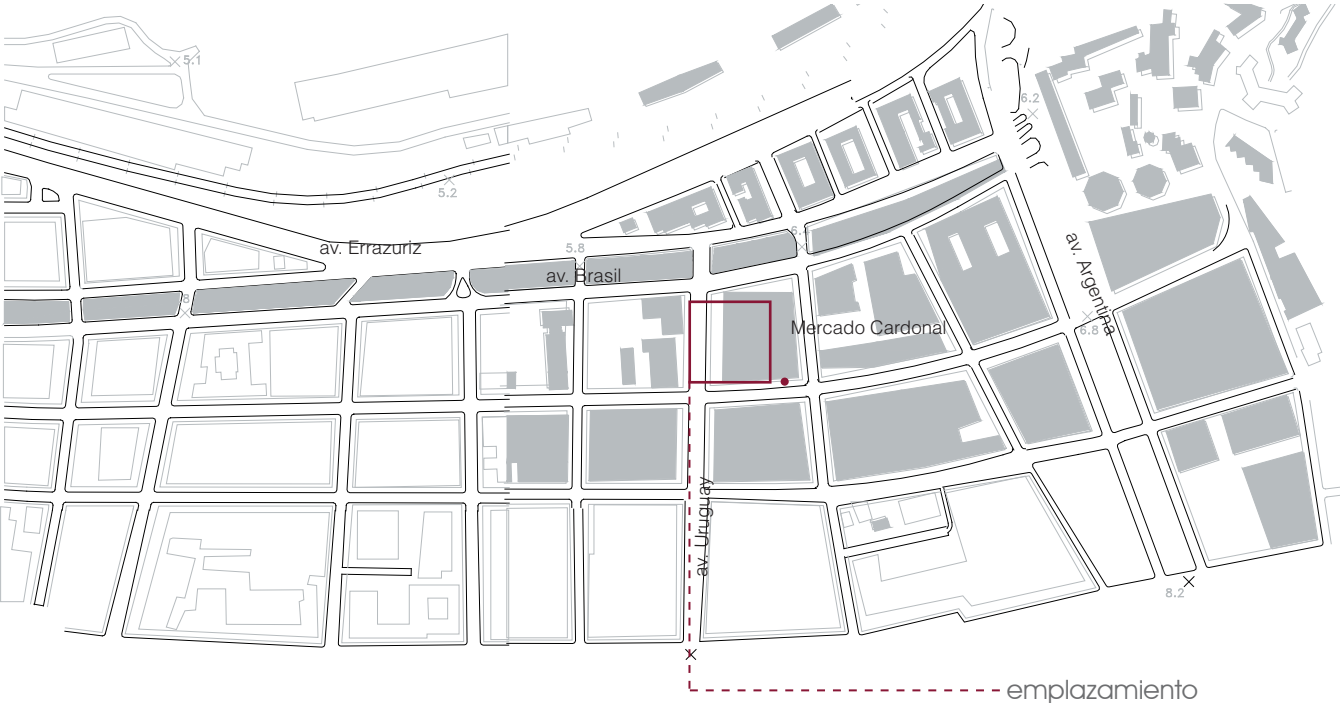 5.1
6.2
5.2
av. Errazuriz
5.8
av. Brasil
av. Argentina
8
Mercado Cardonal
6.8
av. Uruguay
8.2
emplazamiento